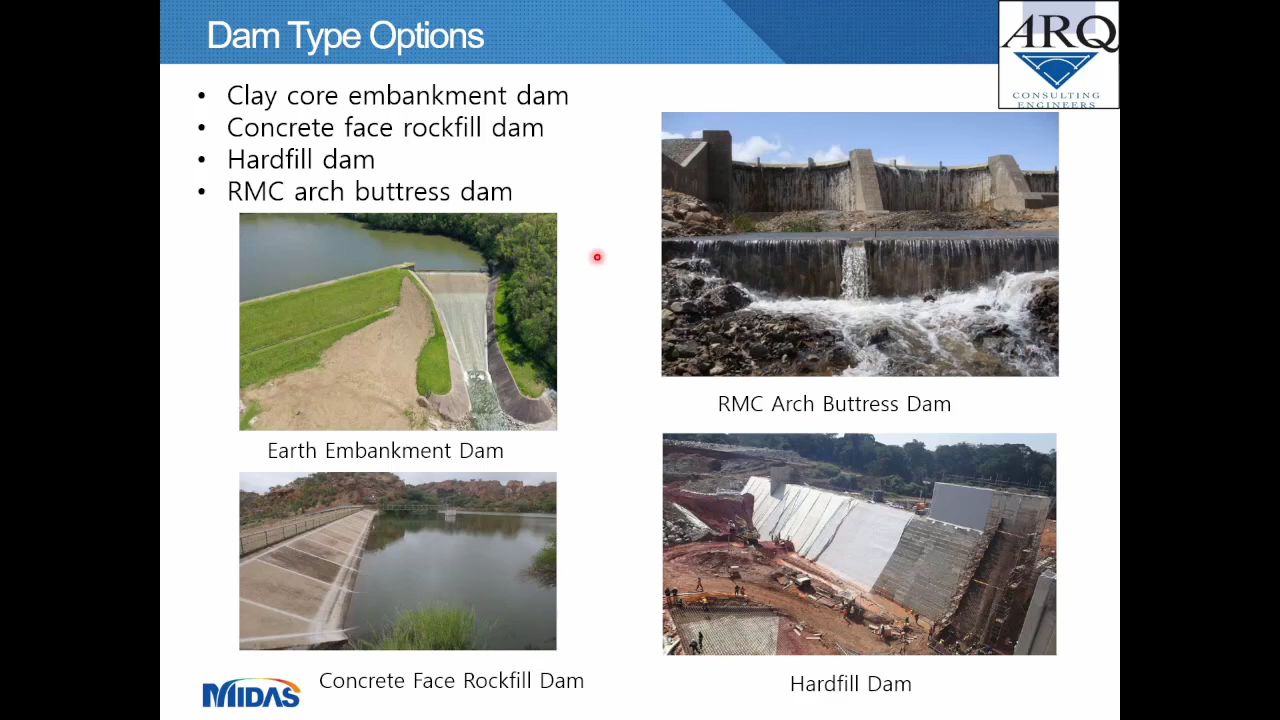 Dam Type Options
ARQ
CONSULTING
ENGINEERS
• Clay core embankment dam
• Concrete face rockfill dam
• Hardfill dam
• RMC arch buttress dam
Earth Embankment Dam
RMC Arch Buttress Dam
Concrete Face Rockfill Dam
Hardfill Dam
MIDAS